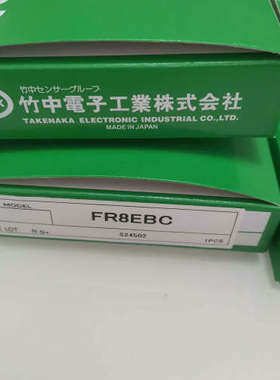 竹中センサーグループ
竹中電子工業株式会社
TAKENAKA ELECTRONIC INDUSTRIAL CO.,LTD.
MADE IN JAPAN
MODEL
FR8EBC
LOT
524502
1PCS